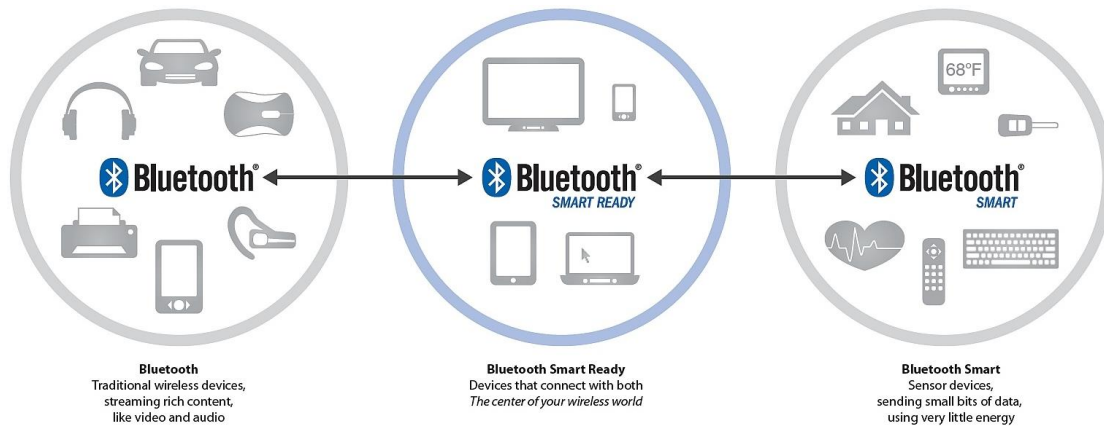 68°F
Bluetooth®
Bluetooth®
SMART READY
Bluetooth®
SMART
Bluetooth
Traditional wireless devices,
streaming rich content,
like video and audio
Bluetooth Smart Ready
Devices that connect with both
The center of your wireless world
Bluetooth Smart
Sensor devices,
sending small bits of data,
using very little energy